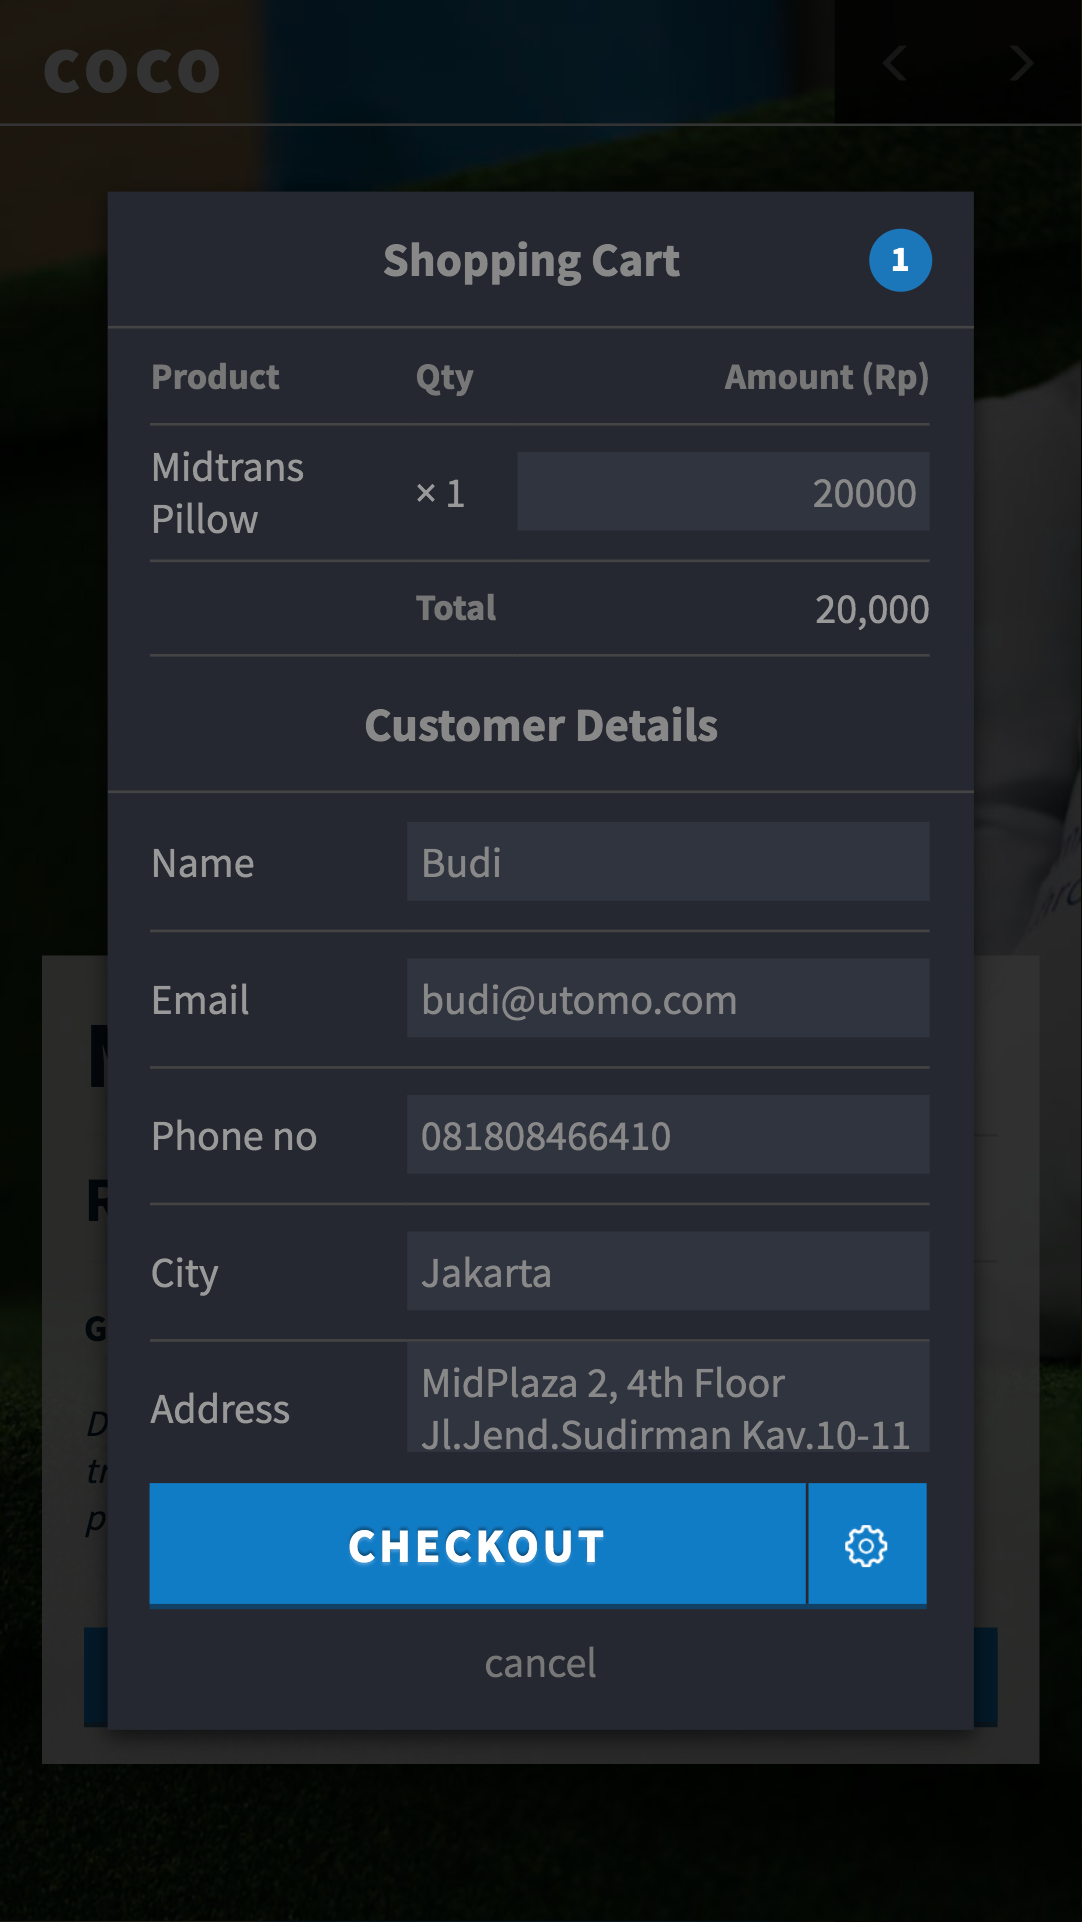 COCO
Shopping Cart 1
Product Qty Amount (Rp)
Midtrans
Pillow
× 1 20000
Total 20,000
Customer Details
Name Budi
Email budi@utomo.com
Phone no 081808466410
City Jakarta
Address
MidPlaza 2, 4th Floor
Jl.Jend.Sudirman Kav.10-11
CHECKOUT
cancel